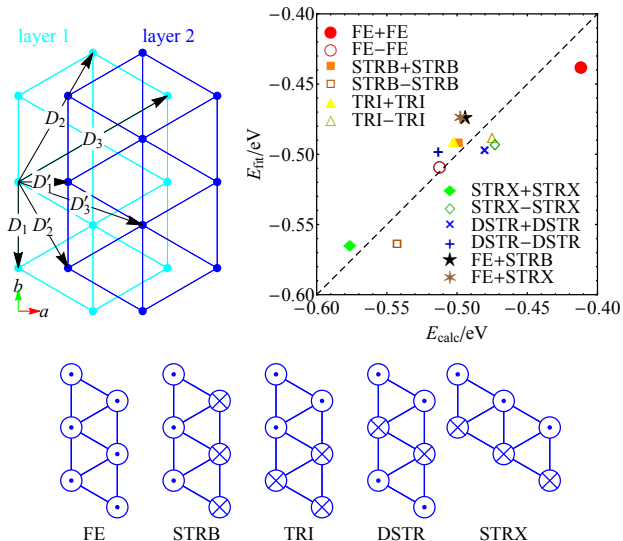 layer 1
layer 2
D₂
D₃
D′₁
D′₃
D₁
D′₂
b
a
−0.40
−0.45
−0.50
−0.55
−0.60
E_fit/eV
FE+FE
FE−FE
STRB+STRB
STRB−STRB
TRI+TRI
TRI−TRI
STRX+STRX
STRX−STRX
DSTR+DSTR
DSTR−DSTR
FE+STRB
FE+STRX
−0.60
−0.55
−0.50
−0.45
−0.40
E_calc/eV
FE
STRB
TRI
DSTR
STRX